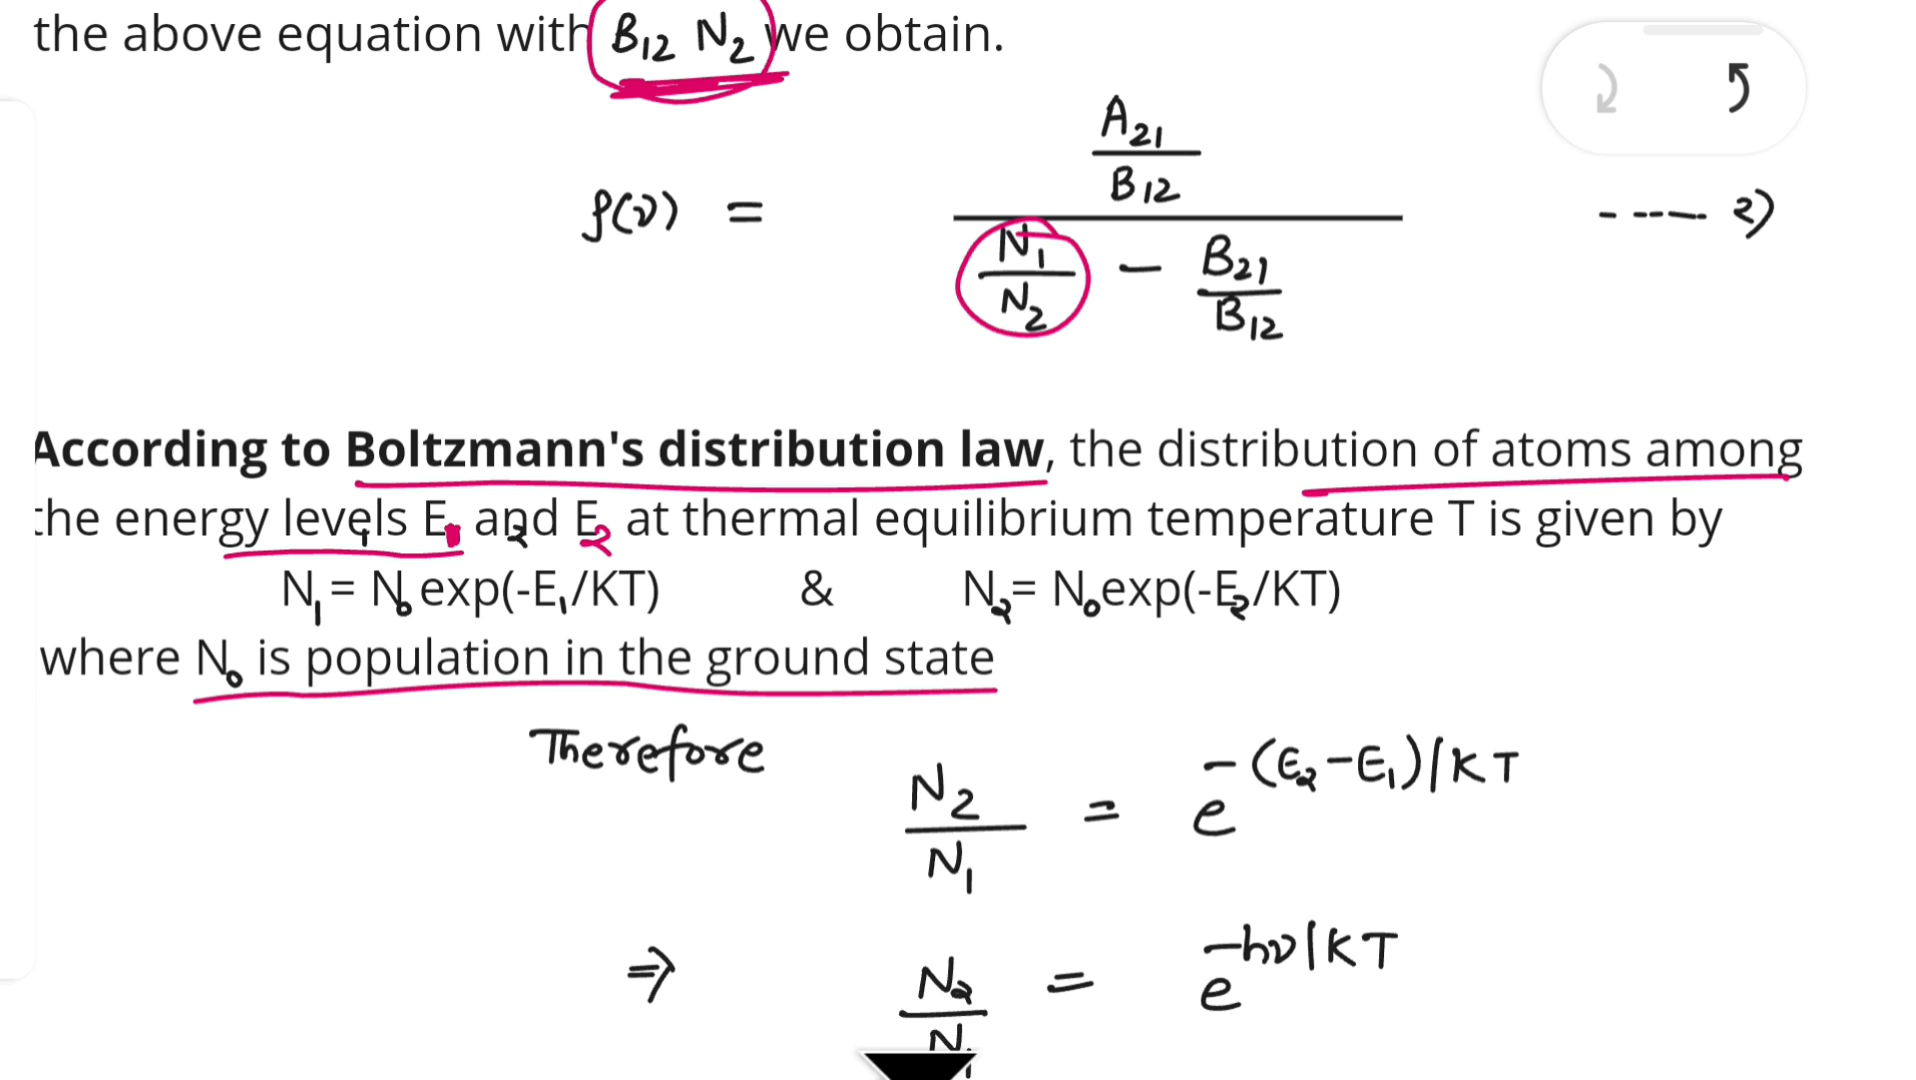 the above equation with B12 N2 we obtain.
ρ(ν) = A21/B12 / (N1/N2 - B21/B12) ----- 2)
According to Boltzmann's distribution law, the distribution of atoms among
the energy levels E1 and E2 at thermal equilibrium temperature T is given by
N1 = N0 exp(-E1/KT) & N2 = N0 exp(-E2/KT)
where N0 is population in the ground state
Therefore
N2/N1 = e^-(E2-E1)/KT
⇒ N2/N1 = e^-hν/KT